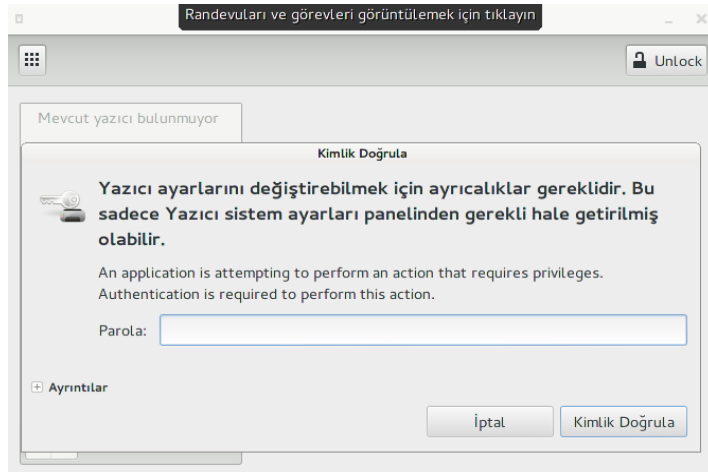 Randevuları ve görevleri görüntülemek için tıklayın
Unlock
Mevcut yazıcı bulunmuyor
Kimlik Doğrula
Yazıcı ayarlarını değiştirebilmek için ayrıcalıklar gereklidir. Bu
sadece Yazıcı sistem ayarları panelinden gerekli hale getirilmiş
olabilir.
An application is attempting to perform an action that requires privileges.
Authentication is required to perform this action.
Parola:
Ayrıntılar
İptal
Kimlik Doğrula